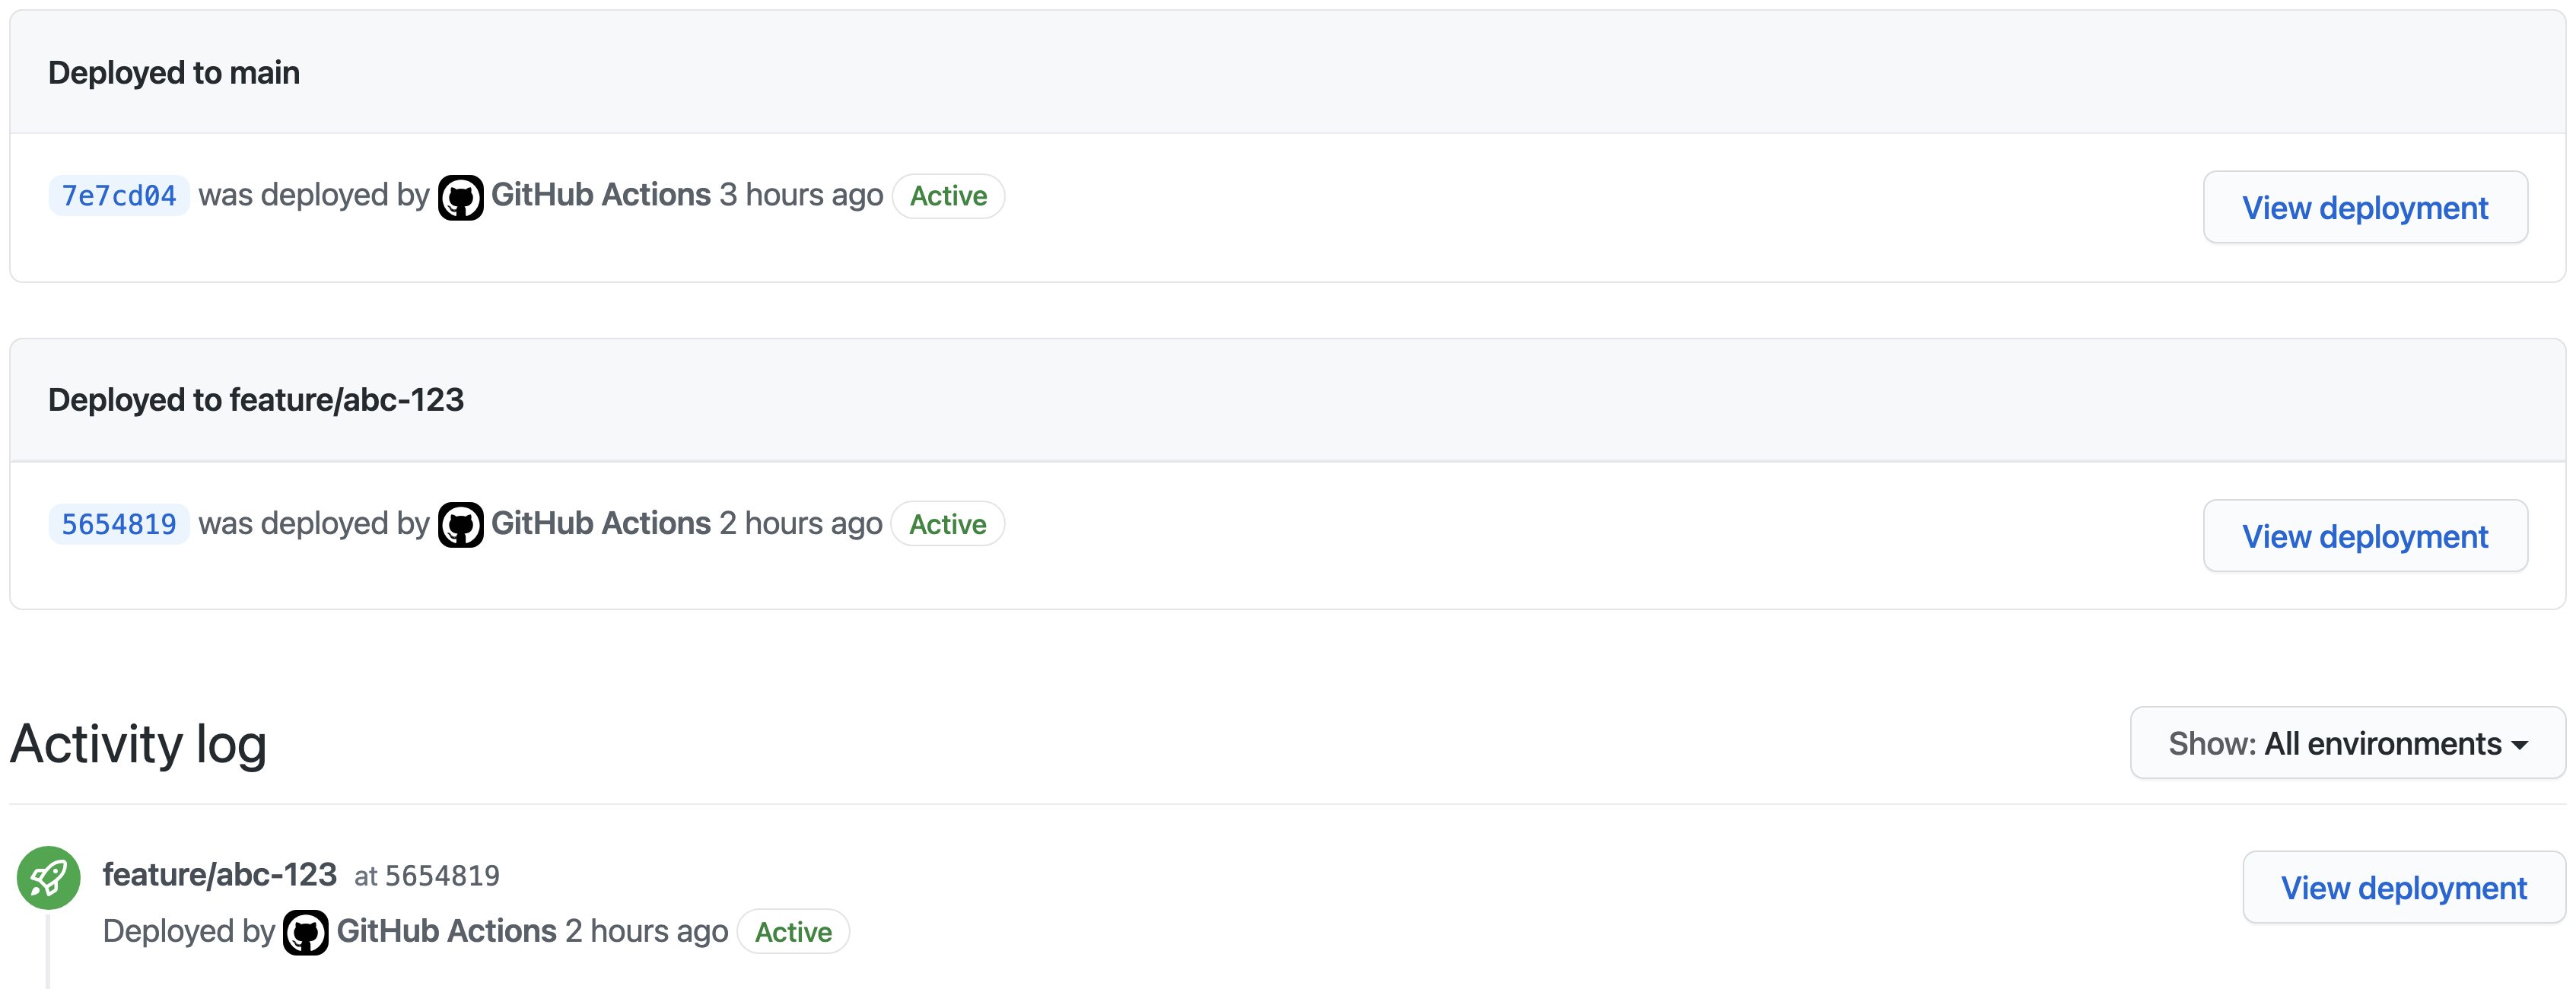 Deployed to main
7e7cd04 was deployed by GitHub Actions 3 hours ago Active
View deployment
Deployed to feature/abc-123
5654819 was deployed by GitHub Actions 2 hours ago Active
View deployment
Activity log
Show: All environments
feature/abc-123 at 5654819
View deployment
Deployed by GitHub Actions 2 hours ago Active